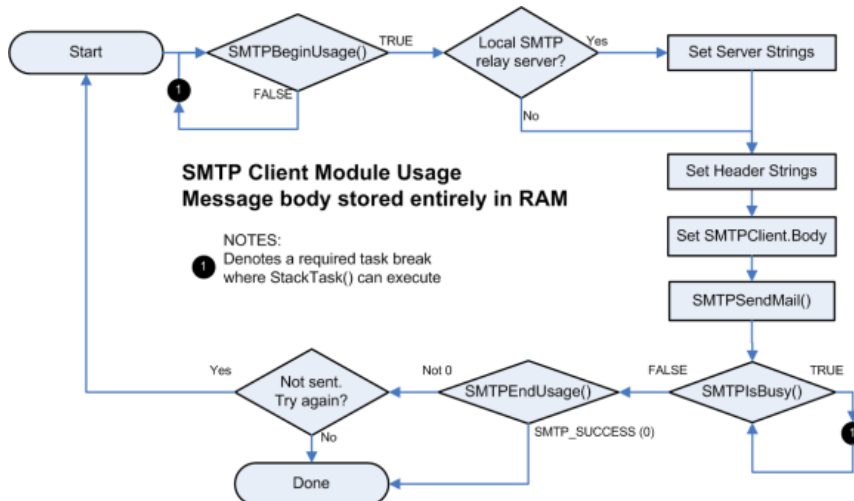 Start
SMTPBeginUsage()
TRUE
FALSE
1
Local SMTP
relay server?
Yes
No
Set Server Strings
SMTP Client Module Usage
Message body stored entirely in RAM
NOTES:
1
Denotes a required task break
where StackTask() can execute
Set Header Strings
Set SMTPClient.Body
SMTPSendMail()
SMTPIsBusy()
TRUE
1
FALSE
SMTPEndUsage()
Not 0
SMTP_SUCCESS (0)
Not sent.
Try again?
Yes
No
Done